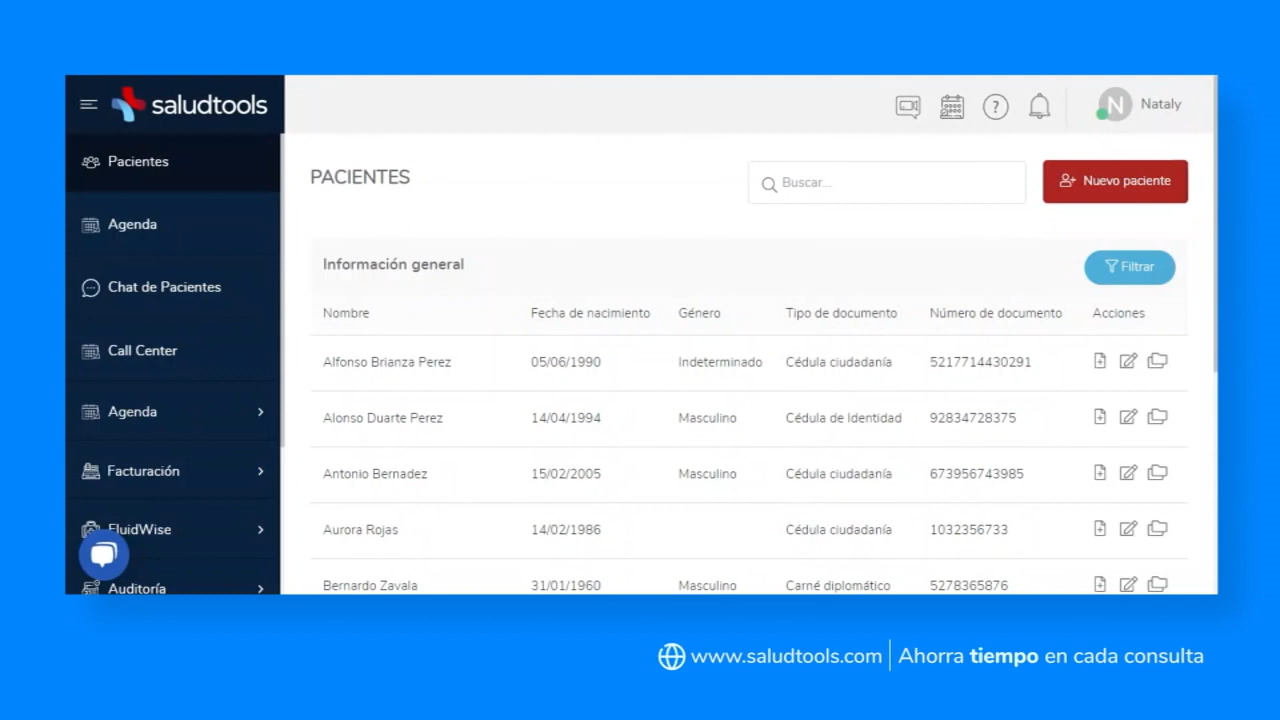 saludtools
N Nataly
Pacientes
Agenda
Chat de Pacientes
Call Center
Agenda
Facturación
FluidWise
Auditoría
PACIENTES
Buscar...
Nuevo paciente
Información general
Filtrar
Nombre Fecha de nacimiento Género Tipo de documento Número de documento Acciones
Alfonso Brianza Perez 05/06/1990 Indeterminado Cédula ciudadanía 5217714430291
Alonso Duarte Perez 14/04/1994 Masculino Cédula de Identidad 92834728375
Antonio Bernadez 15/02/2005 Masculino Cédula ciudadanía 673956743985
Aurora Rojas 14/02/1986 Cédula ciudadanía 1032356733
Bernardo Zavala 31/01/1960 Masculino Carné diplomático 5278365876
www.saludtools.com Ahorra tiempo en cada consulta